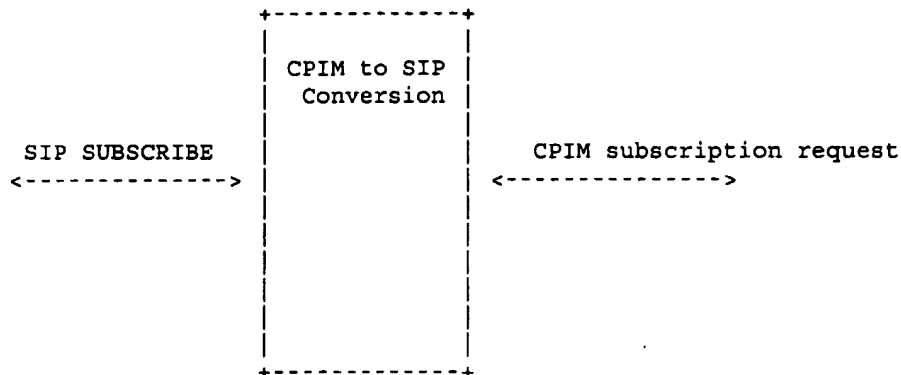 CPIM to SIP
Conversion
SIP SUBSCRIBE
CPIM subscription request